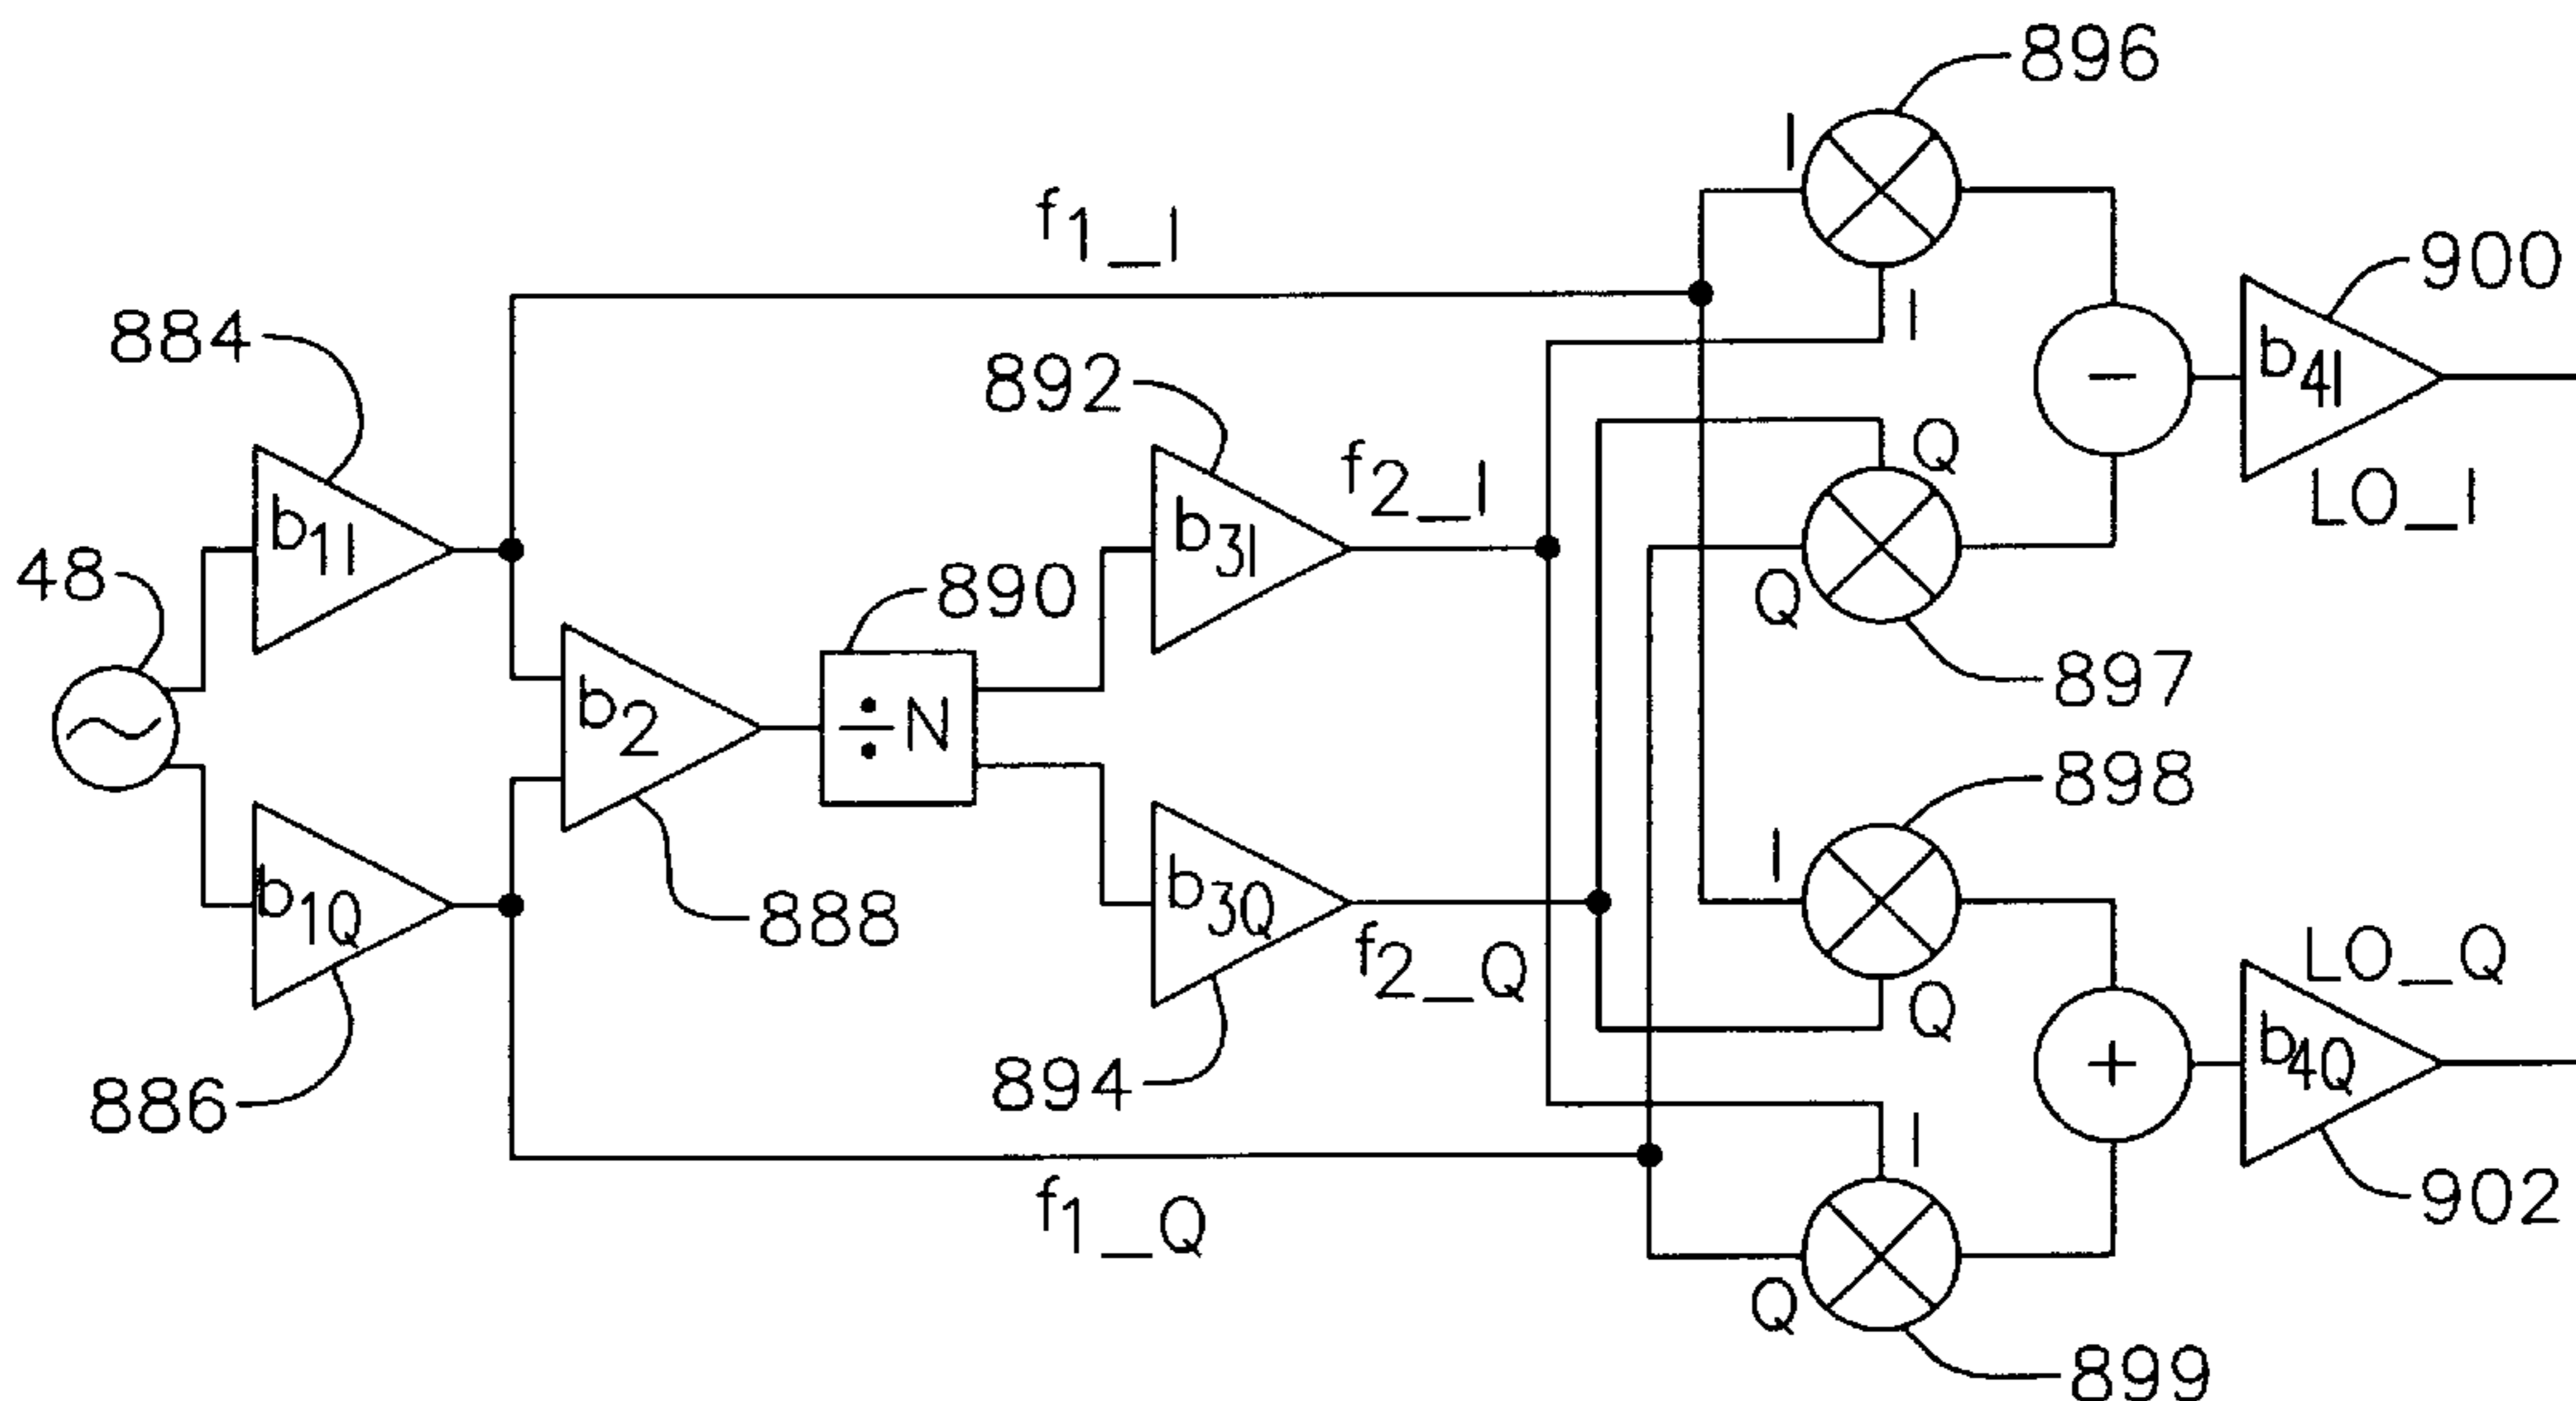 896
I
f1_I
900
884
I
892
b4I
Q
f2_I
LO_I
b1I
b3I
48
890
Q
897
b2
÷N
898
I
b1Q
b3Q
888
LO_Q
f2_Q
Q
b4Q
894
886
I
902
f1_Q
Q
899
−
+